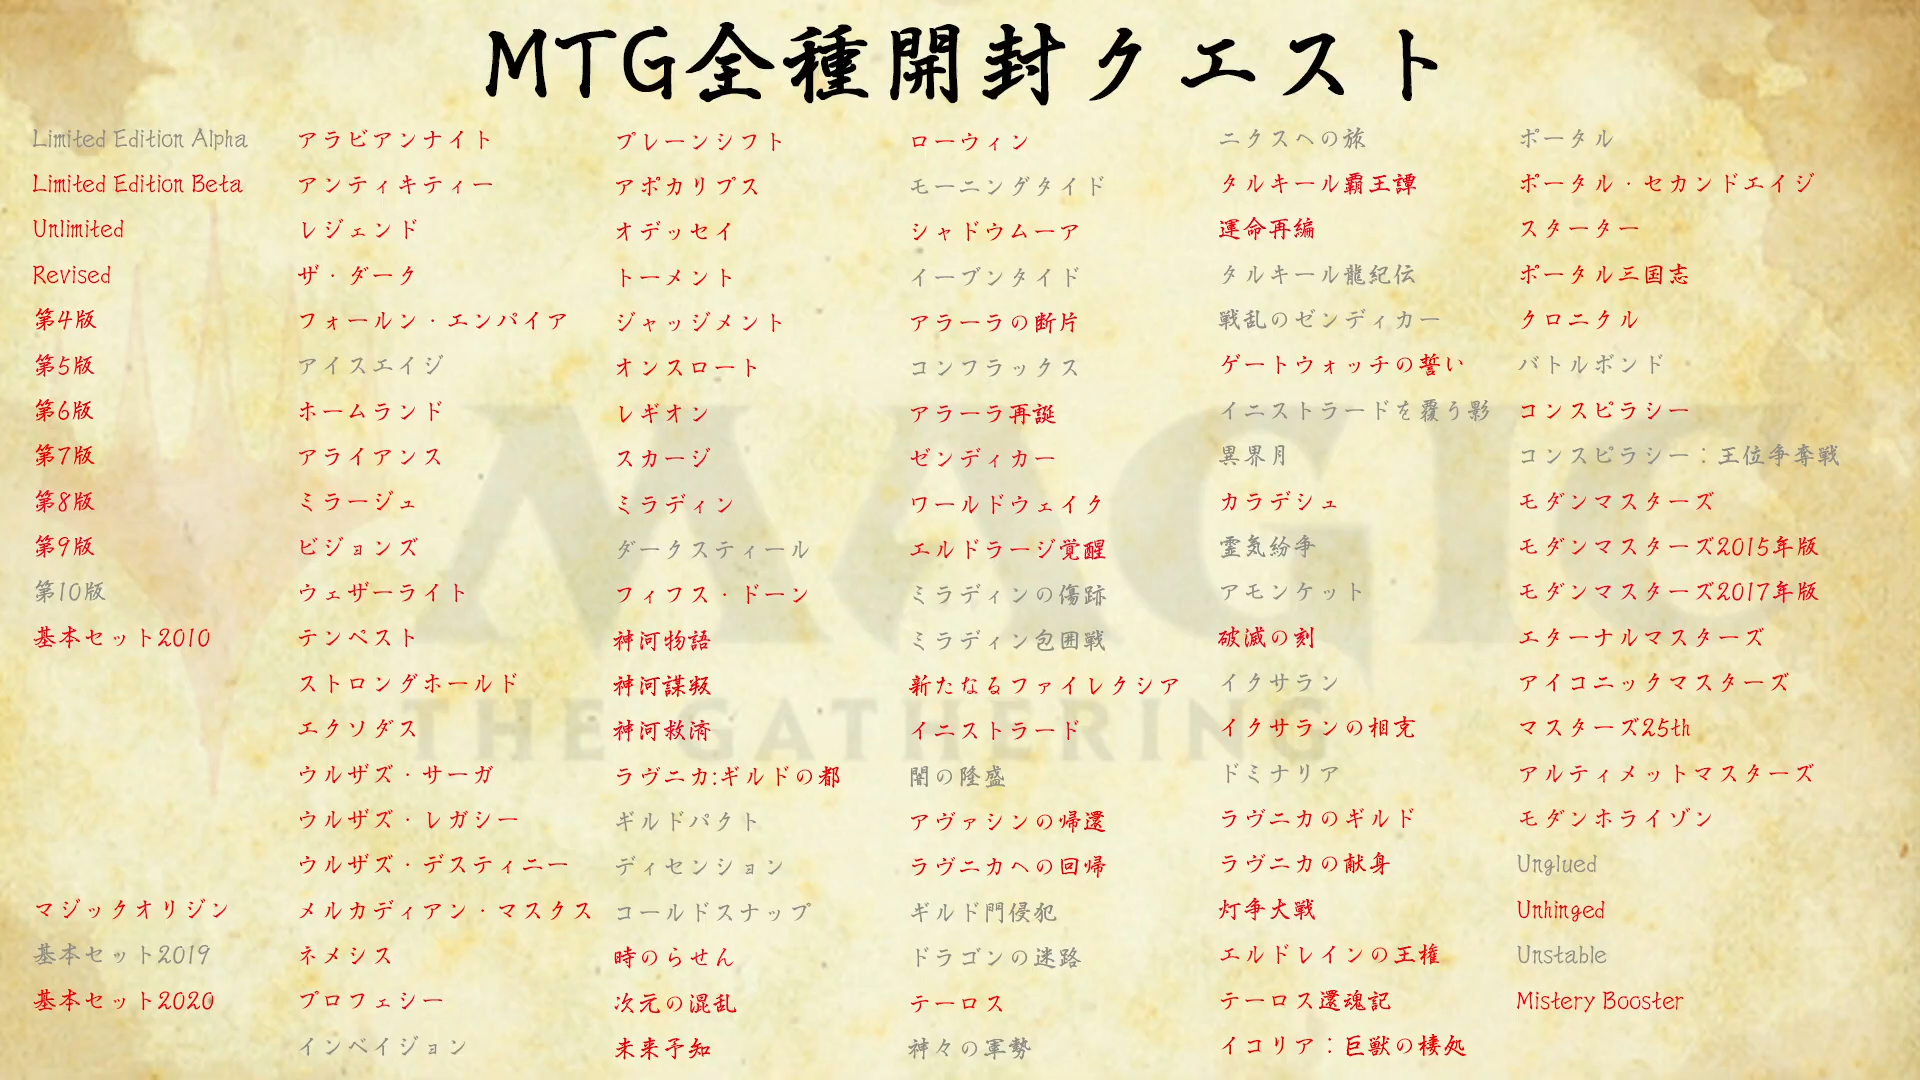 MTG全種開封クエスト
Limited Edition Alpha
Limited Edition Beta
Unlimited
Revised
第4版
第5版
第6版
第7版
第8版
第9版
第10版
基本セット2010
マジックオリジン
基本セット2019
基本セット2020
アラビアンナイト
アンティキティー
レジェンド
ザ・ダーク
フォールン・エンパイア
アイスエイジ
ホームランド
アライアンス
ミラージュ
ビジョンズ
ウェザーライト
テンペスト
ストロングホールド
エクソダス
ウルザズ・サーガ
ウルザズ・レガシー
ウルザズ・デスティニー
メルカディアン・マスクス
ネメシス
プロフェシー
インベイジョン
プレーンシフト
アポカリプス
オデッセイ
トーメント
ジャッジメント
オンスロート
レギオン
スカージ
ミラディン
ダークスティール
フィフス・ドーン
神河物語
神河謀叛
神河救済
ラヴニカ:ギルドの都
ギルドパクト
ディセンション
コールドスナップ
時のらせん
次元の混乱
未来予知
ローウィン
モーニングタイド
シャドウムーア
イーブンタイド
アラーラの断片
コンフラックス
アラーラ再誕
ゼンディカー
ワールドウェイク
エルドラージ覚醒
ミラディンの傷跡
ミラディン包囲戦
新たなるファイレクシア
イニストラード
闇の隆盛
アヴァシンの帰還
ラヴニカへの回帰
ギルド門侵犯
ドラゴンの迷路
テーロス
神々の軍勢
ニクスへの旅
タルキール覇王譚
運命再編
タルキール龍紀伝
戦乱のゼンディカー
ゲートウォッチの誓い
イニストラードを覆う影
異界月
カラデシュ
霊気紛争
アモンケット
破滅の刻
イクサラン
イクサランの相克
ドミナリア
ラヴニカのギルド
ラヴニカの献身
灯争大戦
エルドレインの王権
テーロス還魂記
イコリア：巨獣の棲処
ポータル
ポータル・セカンドエイジ
スターター
ポータル三国志
クロニクル
バトルボンド
コンスピラシー
コンスピラシー：王位争奪戦
モダンマスターズ
モダンマスターズ2015年版
モダンマスターズ2017年版
エターナルマスターズ
アイコニックマスターズ
マスターズ25th
アルティメットマスターズ
モダンホライゾン
Unglued
Unhinged
Unstable
Mistery Booster
MAGIC
THE GATHERING